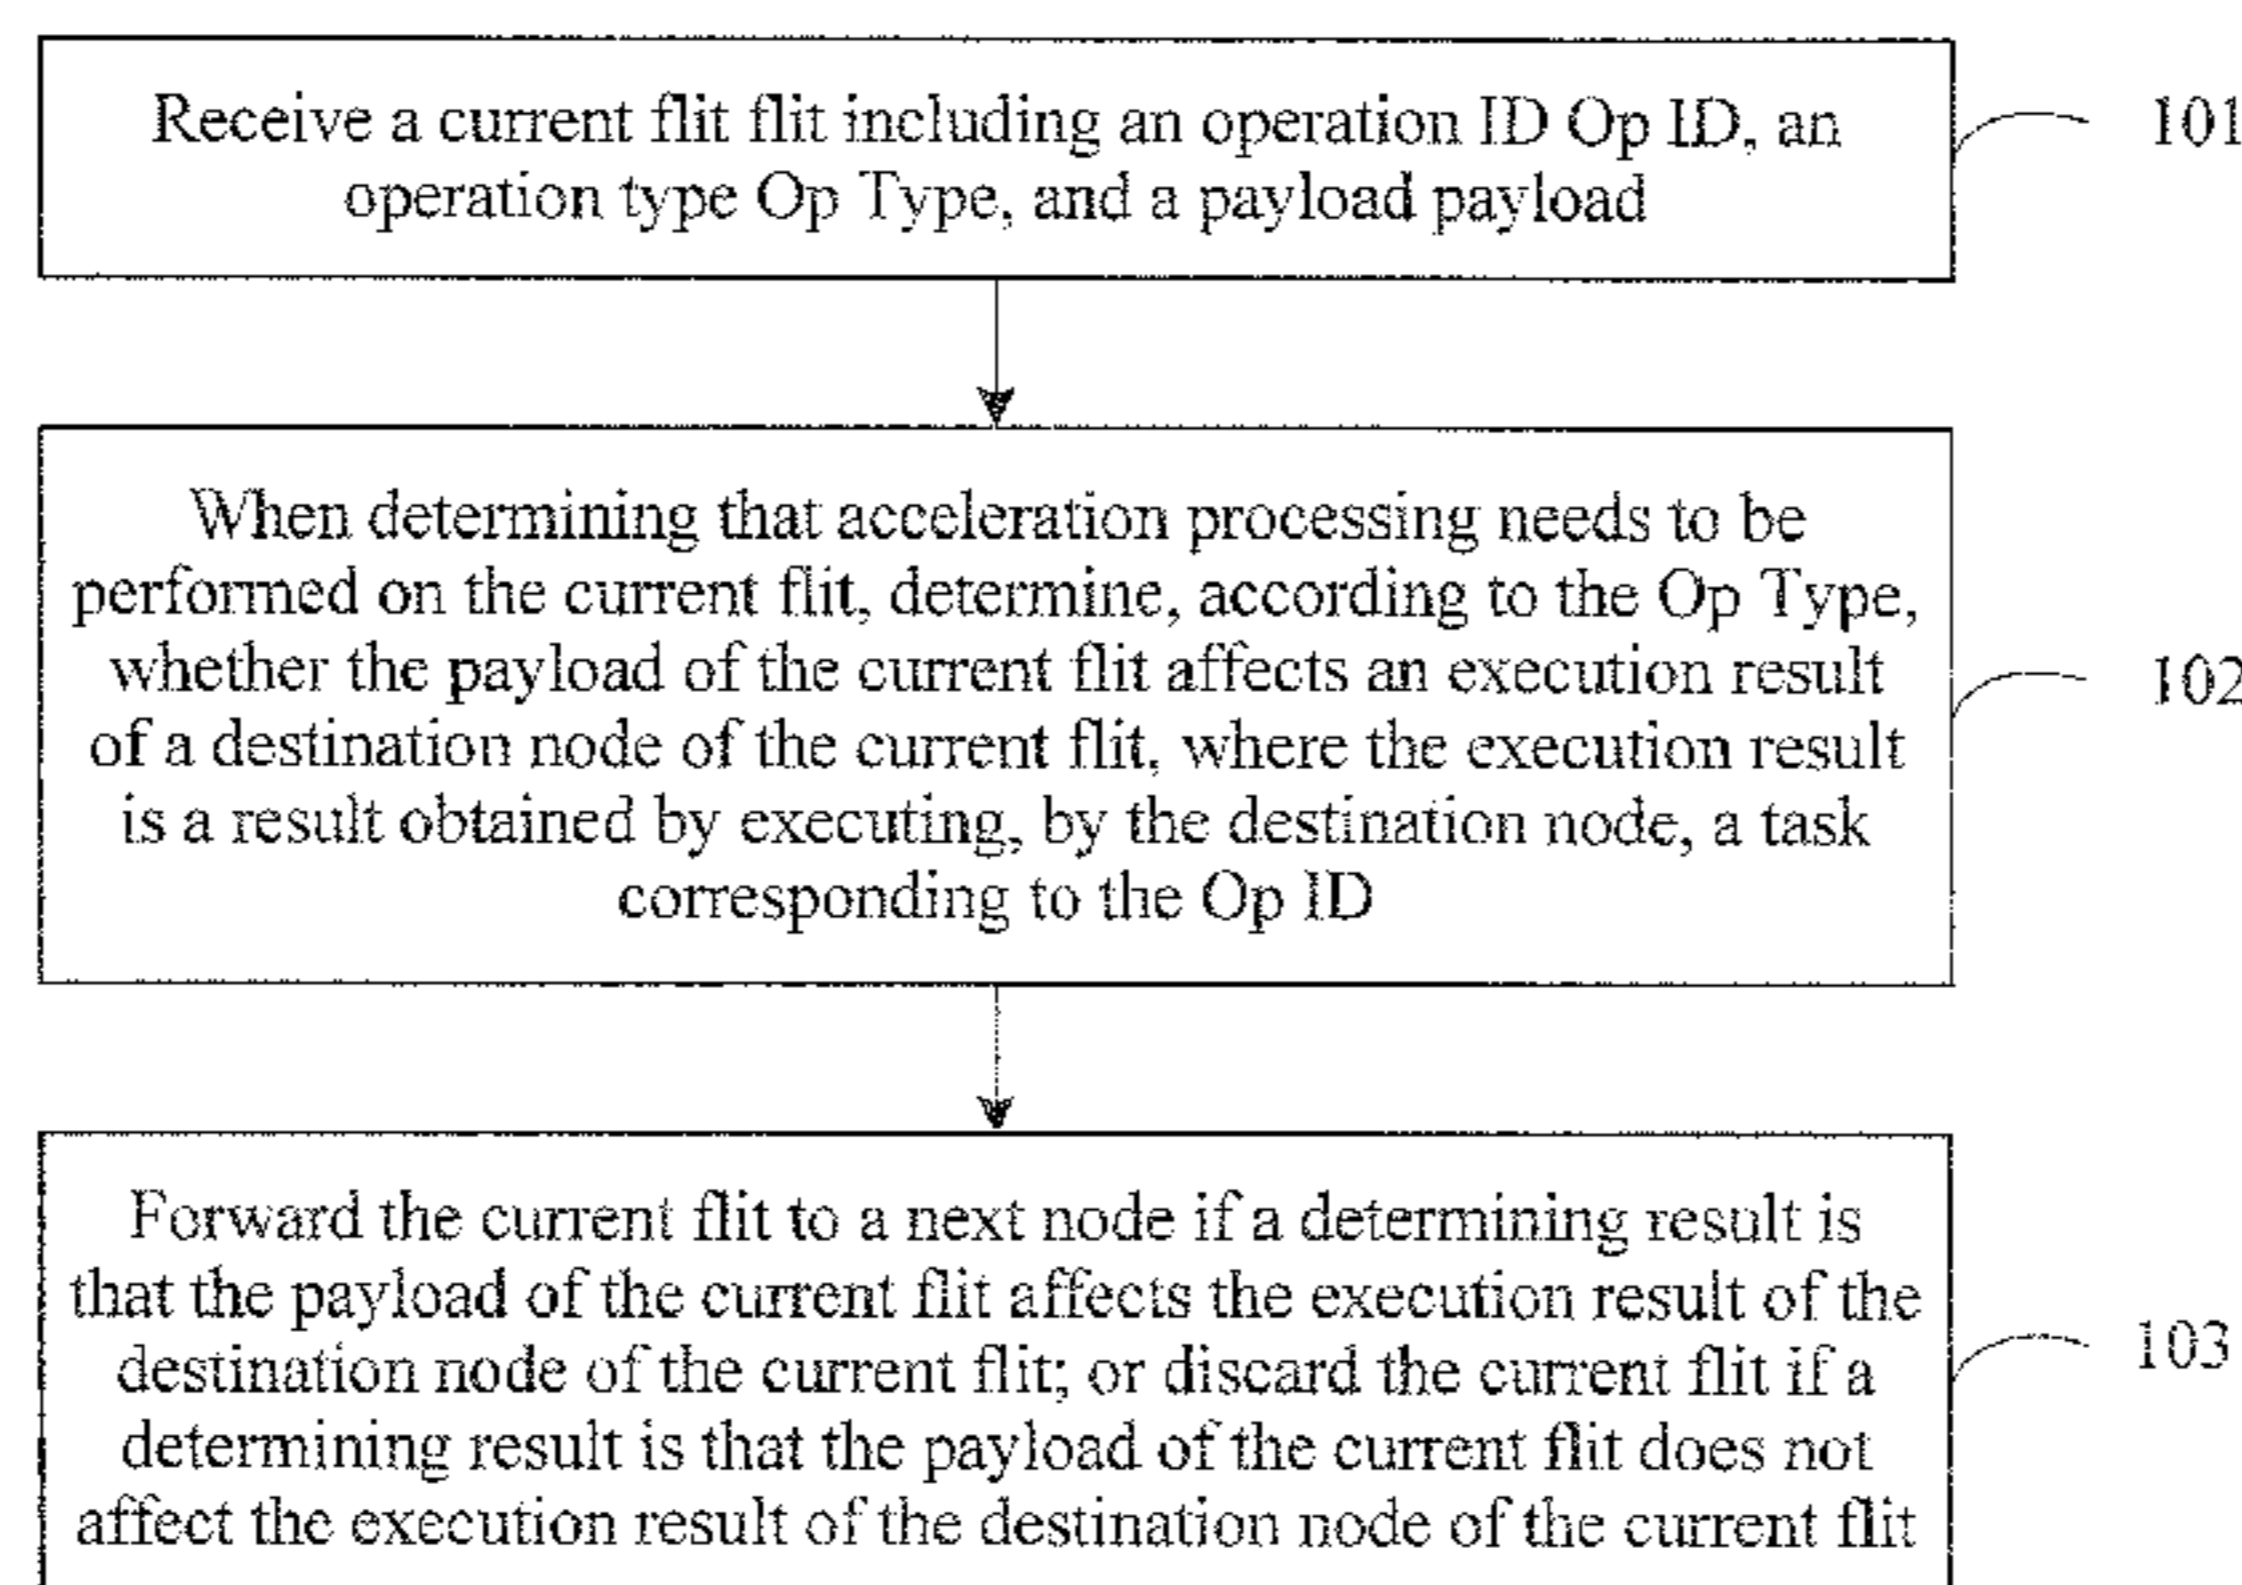 Receive a current flit flit including an operation ID Op ID, an
operation type Op Type, and a payload payload
101
When determining that acceleration processing needs to be
performed on the current flit, determine, according to the Op Type,
whether the payload of the current flit affects an execution result
of a destination node of the current flit, where the execution result
is a result obtained by executing, by the destination node, a task
corresponding to the Op ID
102
Forward the current flit to a next node if a determining result is
that the payload of the current flit affects the execution result of the
destination node of the current flit; or discard the current flit if a
determining result is that the payload of the current flit does not
affect the execution result of the destination node of the current flit
103